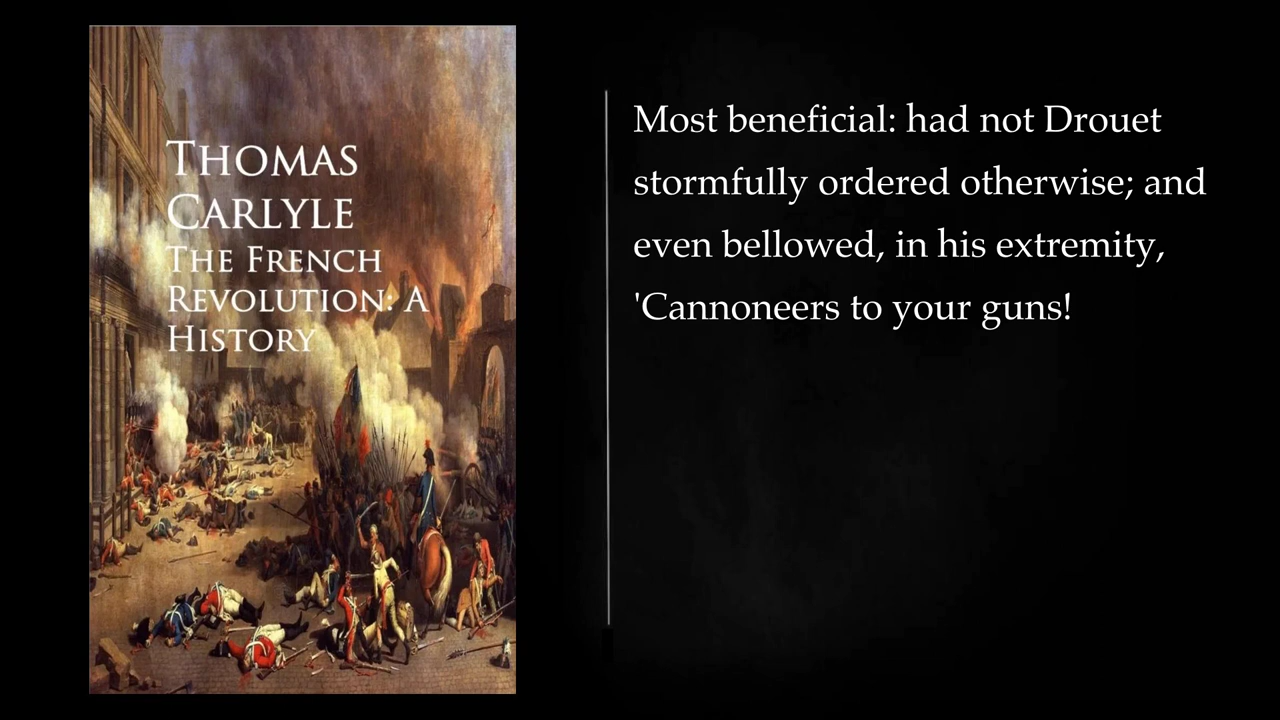 THOMAS
CARLYLE
THE FRENCH
REVOLUTION: A
HISTORY
Most beneficial: had not Drouet
stormfully ordered otherwise; and
even bellowed, in his extremity,
'Cannoneers to your guns!